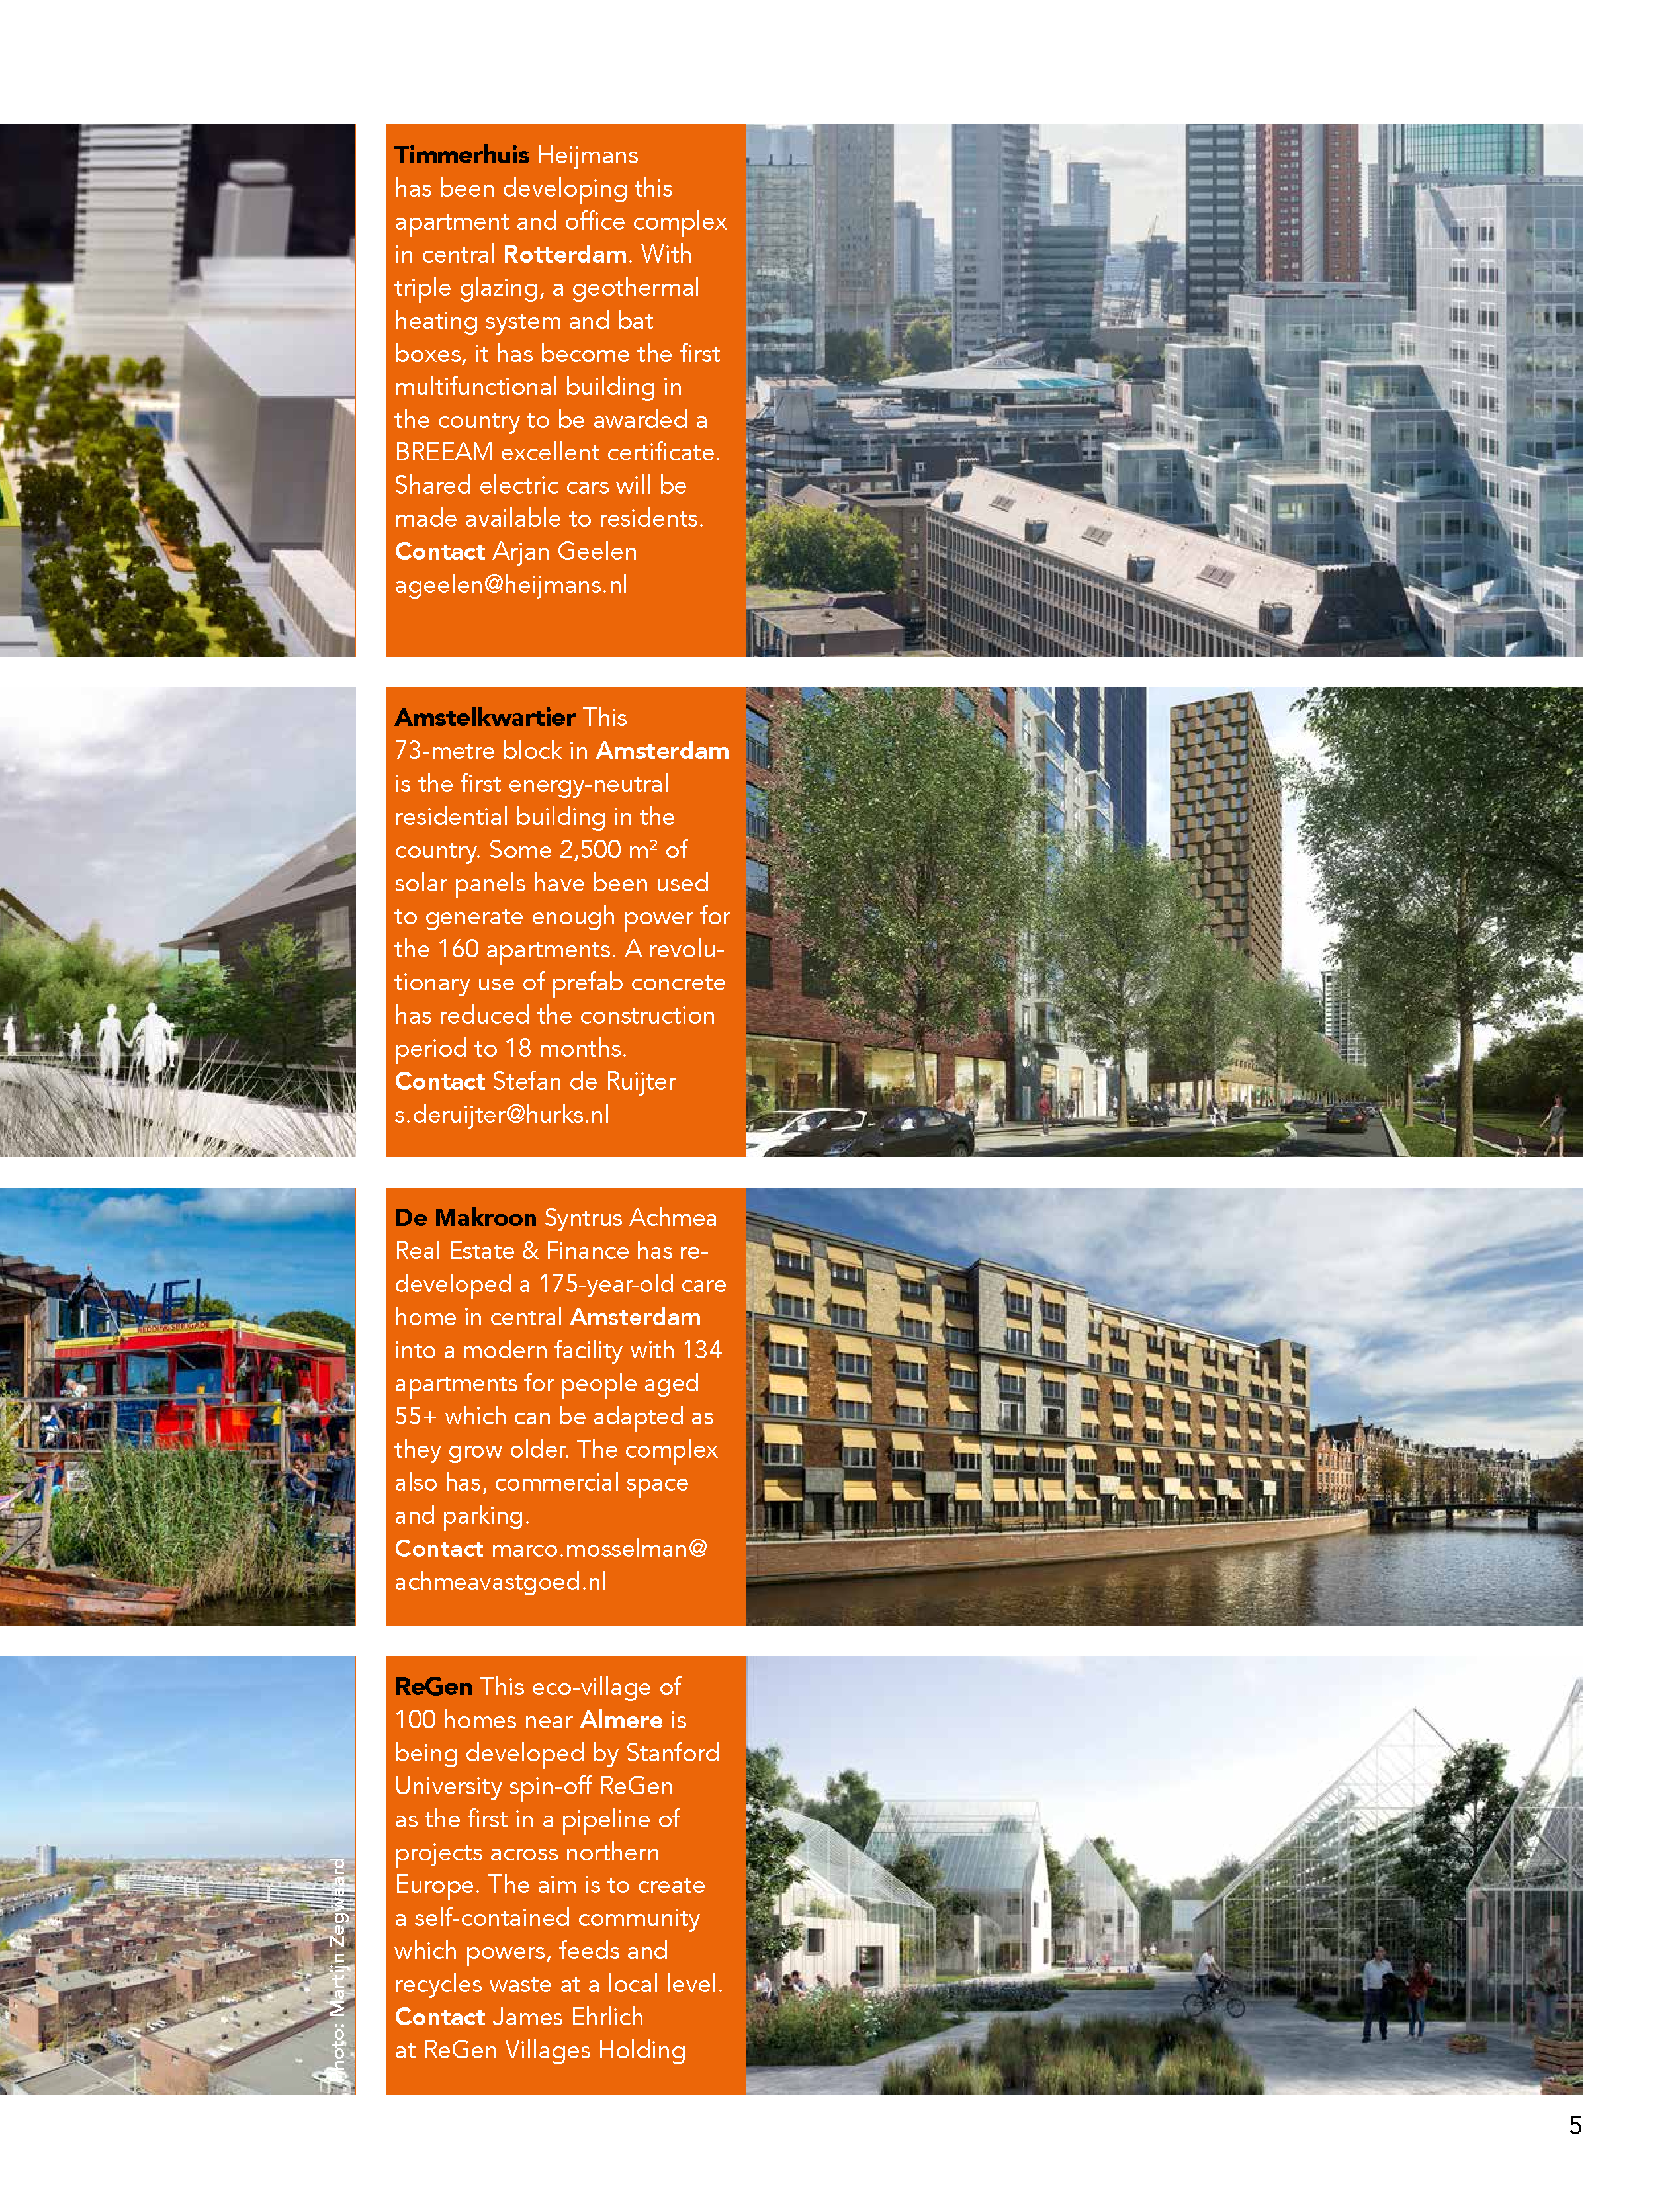 Timmerhuis Heijmans
has been developing this
apartment and office complex
in central Rotterdam. With
triple glazing, a geothermal
heating system and bat
boxes, it has become the first
multifunctional building in
the country to be awarded a
BREEAM excellent certificate.
Shared electric cars will be
made available to residents.
Contact Arjan Geelen
ageelen@heijmans.nl
Amstelkwartier This
73-metre block in Amsterdam
is the first energy-neutral
residential building in the
country. Some 2,500 m² of
solar panels have been used
to generate enough power for
the 160 apartments. A revolu-
tionary use of prefab concrete
has reduced the construction
period to 18 months.
Contact Stefan de Ruijter
s.deruijter@hurks.nl
REDDINGSBRIGADE
De Makroon Syntrus Achmea
Real Estate & Finance has re-
developed a 175-year-old care
home in central Amsterdam
into a modern facility with 134
apartments for people aged
55+ which can be adapted as
they grow older. The complex
also has, commercial space
and parking.
Contact marco.mosselman@
achmeavastgoed.nl
Photo: Martijn Zegwaard
ReGen This eco-village of
100 homes near Almere is
being developed by Stanford
University spin-off ReGen
as the first in a pipeline of
projects across northern
Europe. The aim is to create
a self-contained community
which powers, feeds and
recycles waste at a local level.
Contact James Ehrlich
at ReGen Villages Holding
5